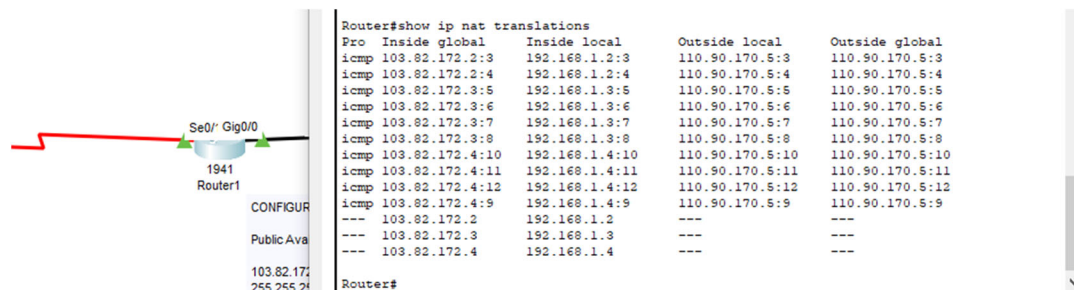 Se0/ Gig0/0
1941
Router1
CONFIGUR
Public Ava
103.82.172
255.255.25
Router#show ip nat translations
Pro Inside global Inside local Outside local Outside global
icmp 103.82.172.2:3 192.168.1.2:3 110.90.170.5:3 110.90.170.5:3
icmp 103.82.172.2:4 192.168.1.2:4 110.90.170.5:4 110.90.170.5:4
icmp 103.82.172.3:5 192.168.1.3:5 110.90.170.5:5 110.90.170.5:5
icmp 103.82.172.3:6 192.168.1.3:6 110.90.170.5:6 110.90.170.5:6
icmp 103.82.172.3:7 192.168.1.3:7 110.90.170.5:7 110.90.170.5:7
icmp 103.82.172.3:8 192.168.1.3:8 110.90.170.5:8 110.90.170.5:8
icmp 103.82.172.4:10 192.168.1.4:10 110.90.170.5:10 110.90.170.5:10
icmp 103.82.172.4:11 192.168.1.4:11 110.90.170.5:11 110.90.170.5:11
icmp 103.82.172.4:12 192.168.1.4:12 110.90.170.5:12 110.90.170.5:12
icmp 103.82.172.4:9 192.168.1.4:9 110.90.170.5:9 110.90.170.5:9
--- 103.82.172.2 192.168.1.2 --- ---
--- 103.82.172.3 192.168.1.3 --- ---
--- 103.82.172.4 192.168.1.4 --- ---
Router#